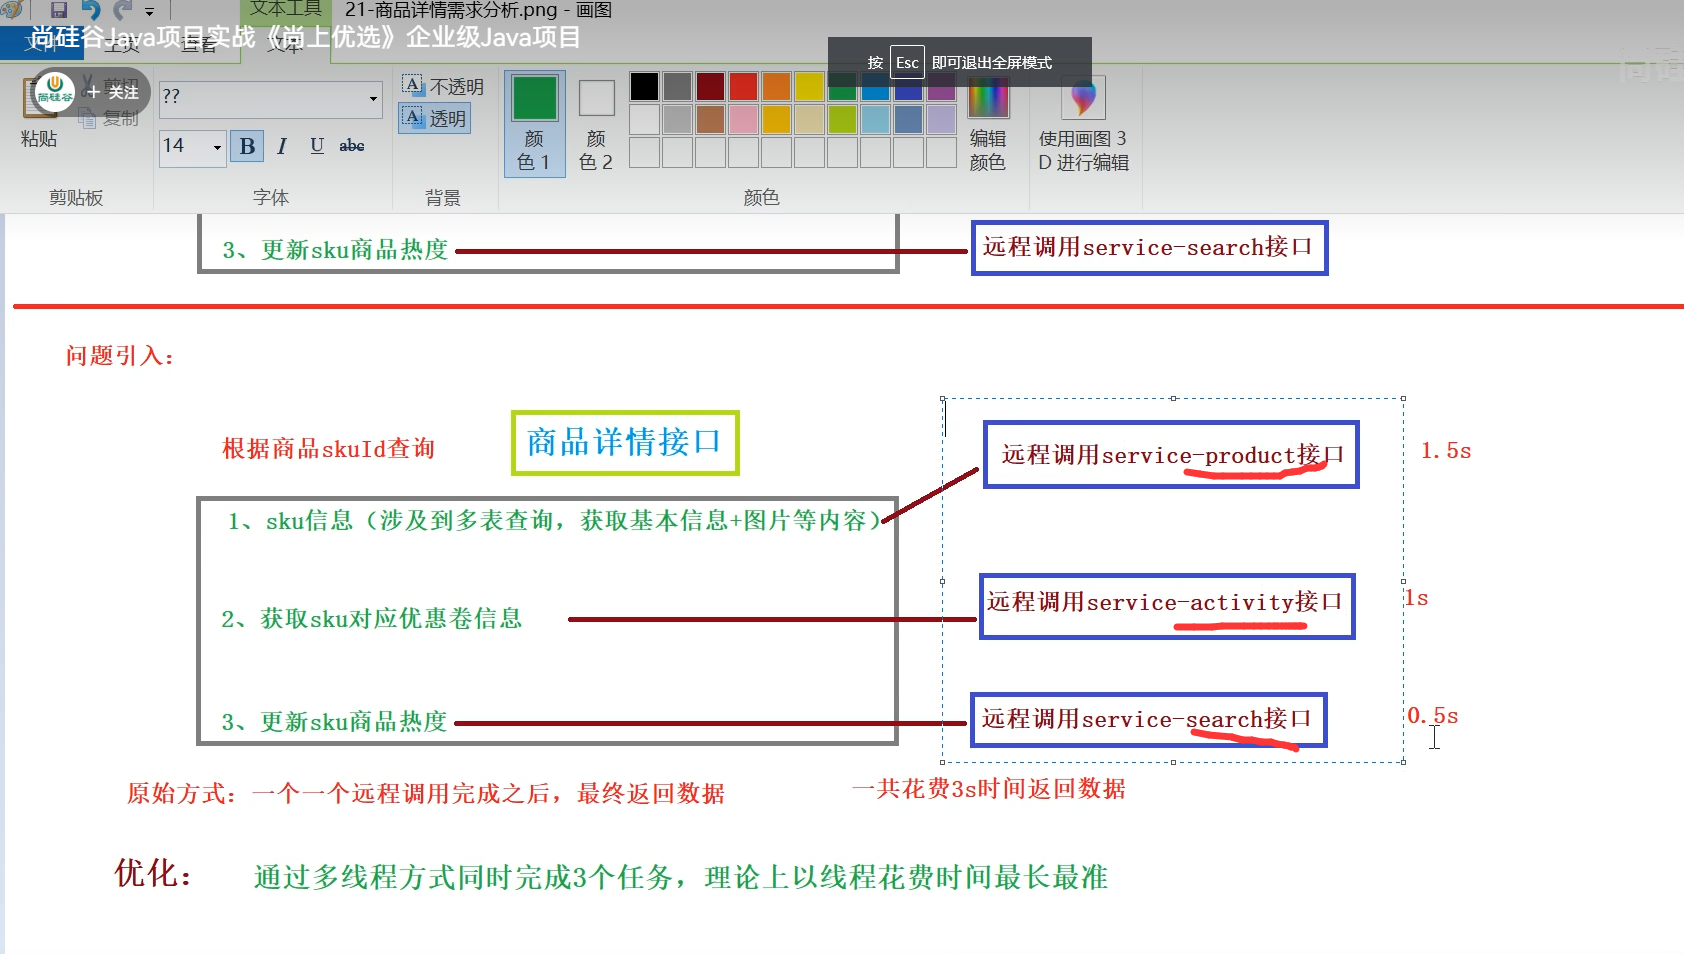 文本工具 21-商品详情需求分析.png - 画图
尚硅谷Java项目实战《尚上优选》企业级Java项目
文件 主页 查看 文本
按 Esc 即可退出全屏模式
尚硅谷 + 关注
剪切
复制
粘贴
剪贴板
??
14 B I U abc
字体
A 不透明
A 透明
背景
颜色 1
颜色 2
颜色
编辑颜色
使用画图 3D 进行编辑
3、更新sku商品热度 远程调用service-search接口
问题引入：
根据商品skuId查询 商品详情接口 远程调用service-product接口 1.5s
1、sku信息（涉及到多表查询，获取基本信息+图片等内容）
2、获取sku对应优惠卷信息 远程调用service-activity接口 1s
3、更新sku商品热度 远程调用service-search接口 0.5s
原始方式：一个一个远程调用完成之后，最终返回数据 一共花费3s时间返回数据
优化： 通过多线程方式同时完成3个任务，理论上以线程花费时间最长最准